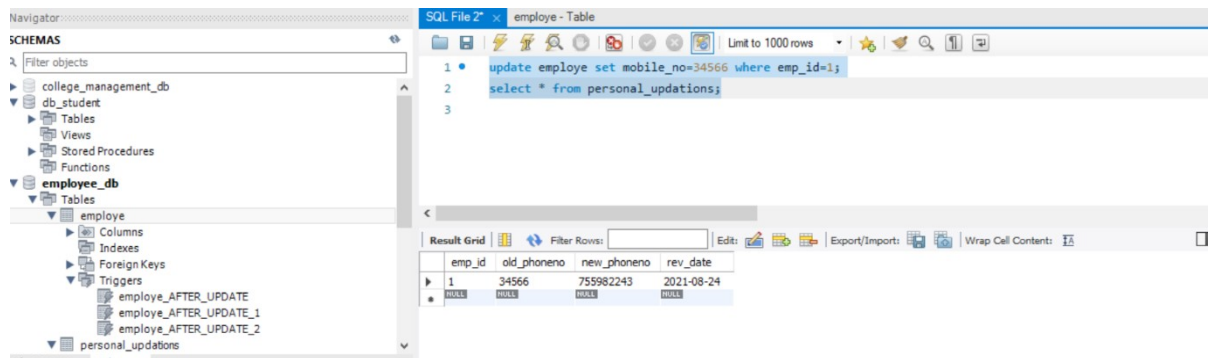 Navigator
SCHEMAS
Filter objects
college_management_db
db_student
Tables
Views
Stored Procedures
Functions
employee_db
Tables
employe
Columns
Indexes
Foreign Keys
Triggers
employe_AFTER_UPDATE
employe_AFTER_UPDATE_1
employe_AFTER_UPDATE_2
personal_updations
SQL File 2* × employe - Table
Limit to 1000 rows
1 update employe set mobile_no=34566 where emp_id=1;
2 select * from personal_updations;
3
Result Grid Filter Rows: Edit: Export/Import: Wrap Cell Content:
emp_id old_phoneno new_phoneno rev_date
1 34566 755982243 2021-08-24
NULL NULL NULL NULL